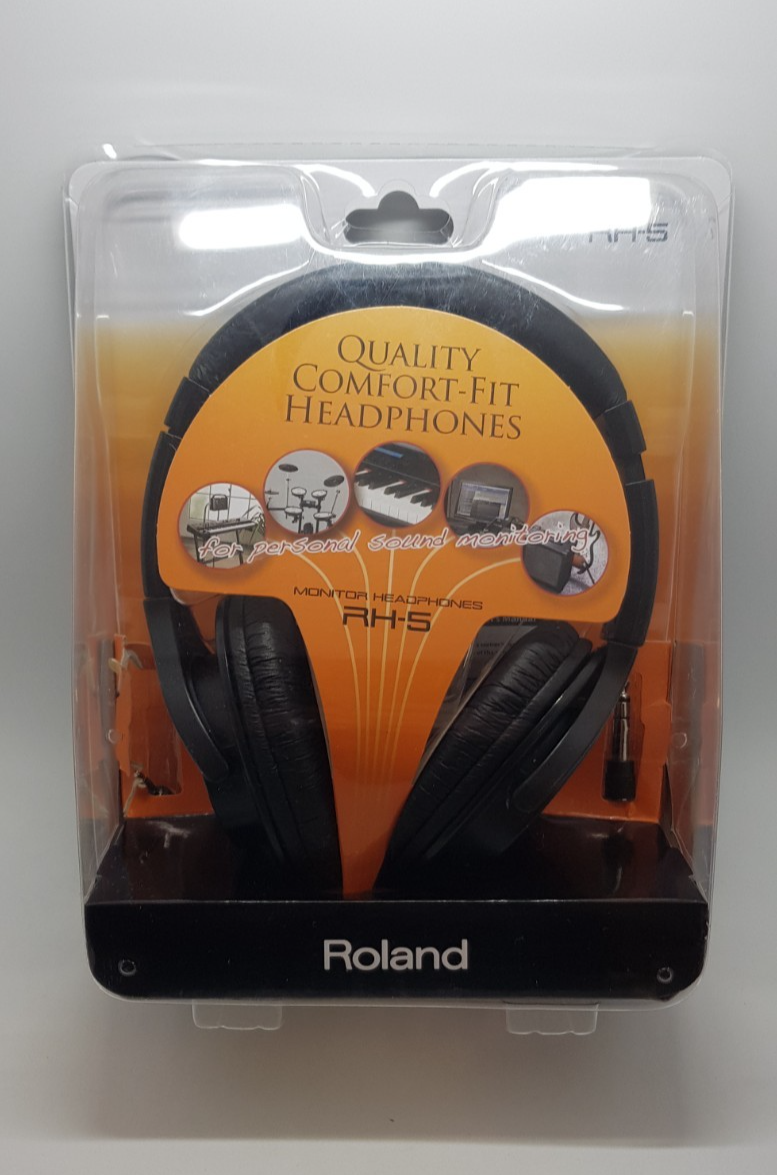 RH-5
QUALITY
COMFORT-FIT
HEADPHONES
for personal sound monitoring
MONITOR HEADPHONES
RH-5
Roland